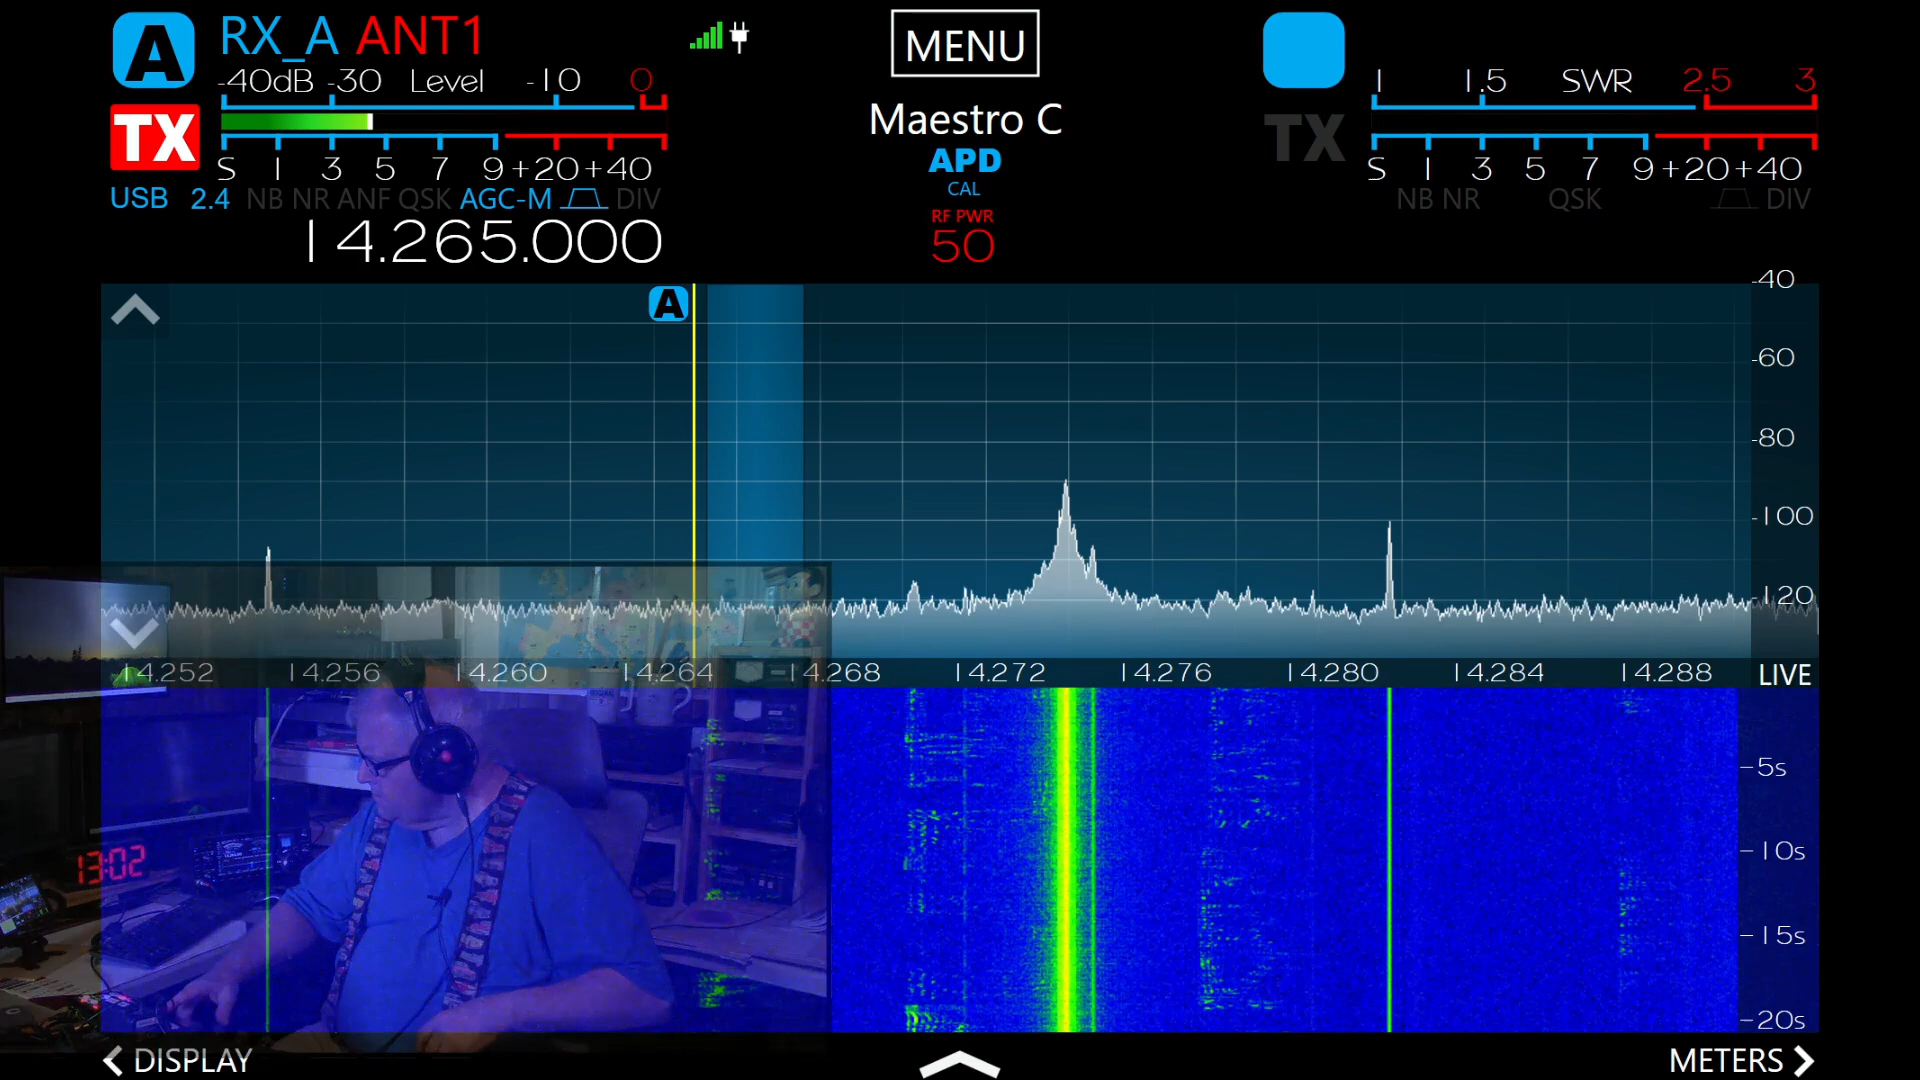 A RX_A ANT1
-40dB -30 Level -10 0
TX
S 1 3 5 7 9 +20 +40
USB 2.4 NB NR ANF QSK AGC-M DIV
14.265.000
MENU
Maestro C
APD
CAL
RF PWR
50
1 1.5 SWR 2.5 3
TX
S 1 3 5 7 9 +20 +40
NB NR QSK DIV
A
-40
-60
-80
-100
-120
14.252 14.256 14.260 14.264 14.268 14.272 14.276 14.280 14.284 14.288 LIVE
5s
10s
13:02
15s
20s
DISPLAY
METERS